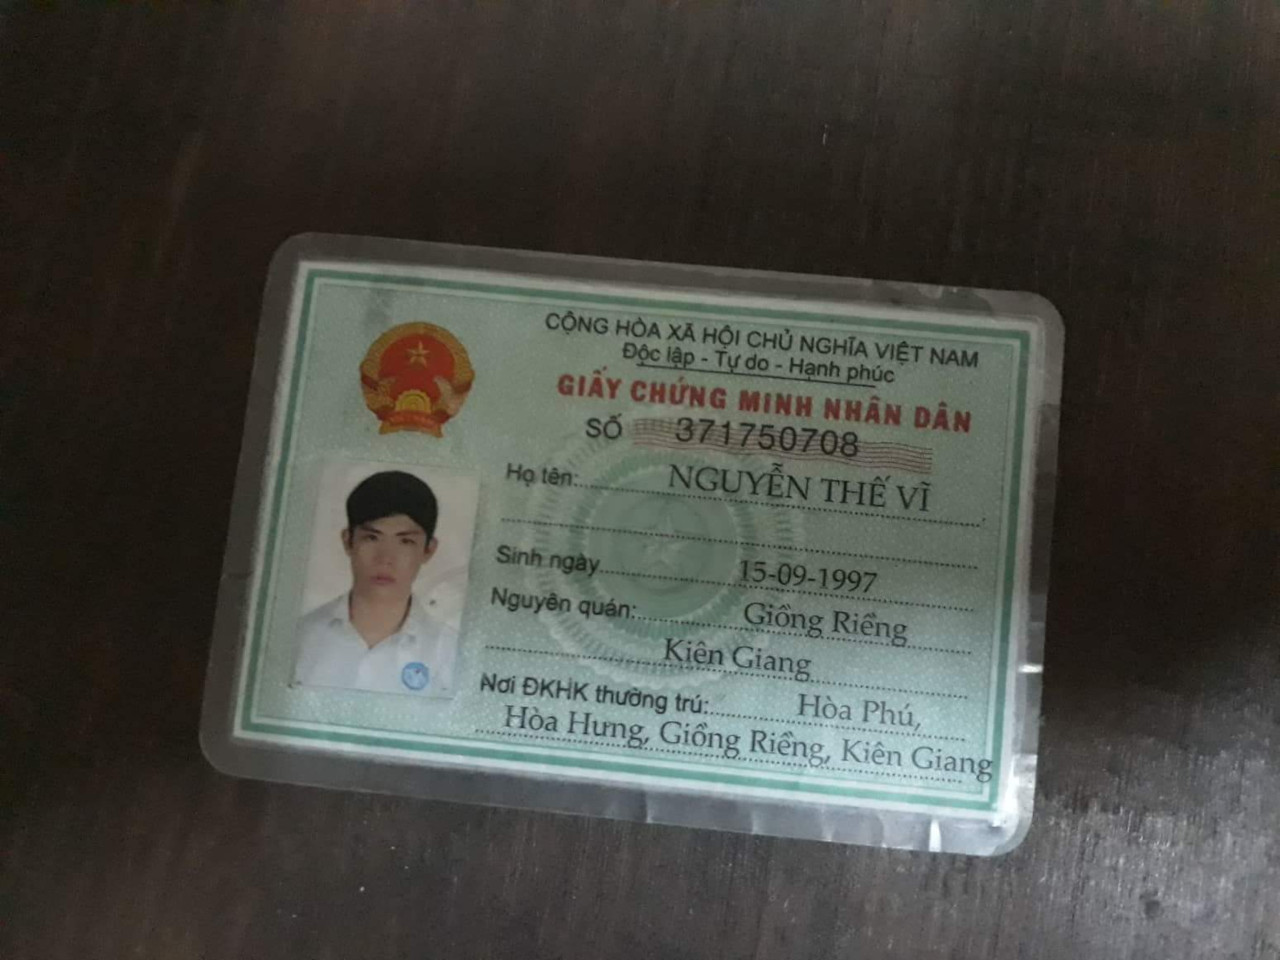 CỘNG HÒA XÃ HỘI CHỦ NGHĨA VIỆT NAM
Độc lập - Tự do - Hạnh phúc
GIẤY CHỨNG MINH NHÂN DÂN
SỐ 371750708
Họ tên: NGUYỄN THẾ VĨ
Sinh ngày 15-09-1997
Nguyên quán: Giồng Riềng
Kiên Giang
Nơi ĐKHK thường trú: Hòa Phú,
Hòa Hưng, Giồng Riềng, Kiên Giang